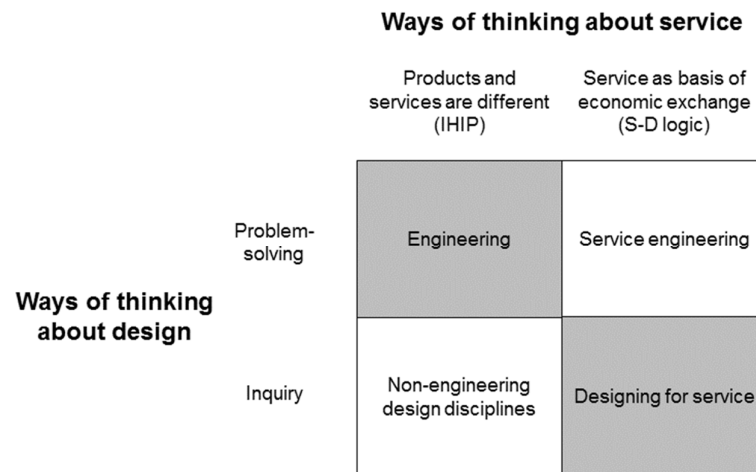 Ways of thinking about service
Products and
services are different
(IHIP)
Service as basis of
economic exchange
(S-D logic)
Problem-
solving
Engineering
Service engineering
Ways of thinking
about design
Inquiry
Non-engineering
design disciplines
Designing for service